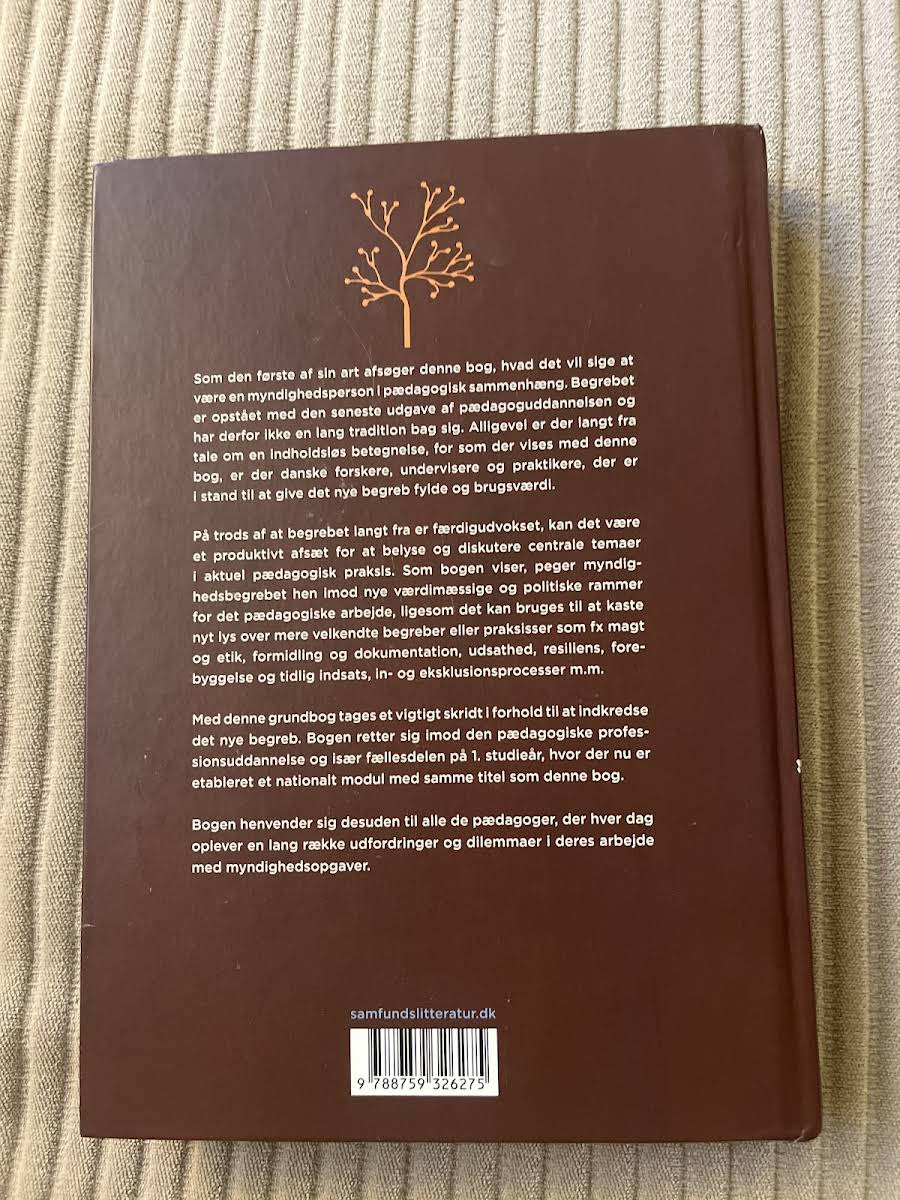 Som den første af sin art afsøger denne bog, hvad det vil sige at
være en myndighedsperson i pædagogisk sammenhæng. Begrebet
er opstået med den seneste udgave af pædagoguddannelsen og
har derfor ikke en lang tradition bag sig. Alligevel er der langt fra
tale om en indholdsløs betegnelse, for som der vises med denne
bog, er der danske forskere, undervisere og praktikere, der er
i stand til at give det nye begreb fylde og brugsværdi.
På trods af at begrebet langt fra er færdigudvokset, kan det være
et produktivt afsæt for at belyse og diskutere centrale temaer
i aktuel pædagogisk praksis. Som bogen viser, peger myndig-
hedsbegrebet hen imod nye værdimæssige og politiske rammer
for det pædagogiske arbejde, ligesom det kan bruges til at kaste
nyt lys over mere velkendte begreber eller praksisser som fx magt
og etik, formidling og dokumentation, udsathed, resiliens, fore-
byggelse og tidlig indsats, in- og eksklusionsprocesser m.m.
Med denne grundbog tages et vigtigt skridt i forhold til at indkredse
det nye begreb. Bogen retter sig imod den pædagogiske profes-
sionsuddannelse og især fællesdelen på 1. studieår, hvor der nu er
etableret et nationalt modul med samme titel som denne bog.
Bogen henvender sig desuden til alle de pædagoger, der hver dag
oplever en lang række udfordringer og dilemmaer i deres arbejde
med myndighedsopgaver.
samfundslitteratur.dk
9 788759 326275